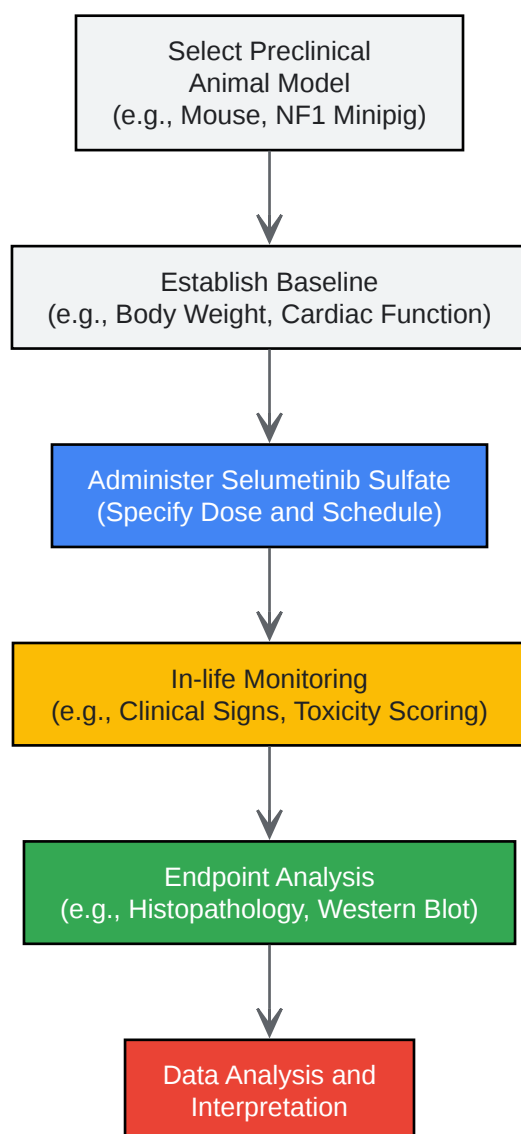 Select Preclinical
Animal Model
(e.g., Mouse, NF1 Minipig)
Establish Baseline
(e.g., Body Weight, Cardiac Function)
Administer Selumetinib Sulfate
(Specify Dose and Schedule)
In-life Monitoring
(e.g., Clinical Signs, Toxicity Scoring)
Endpoint Analysis
(e.g., Histopathology, Western Blot)
Data Analysis and
Interpretation